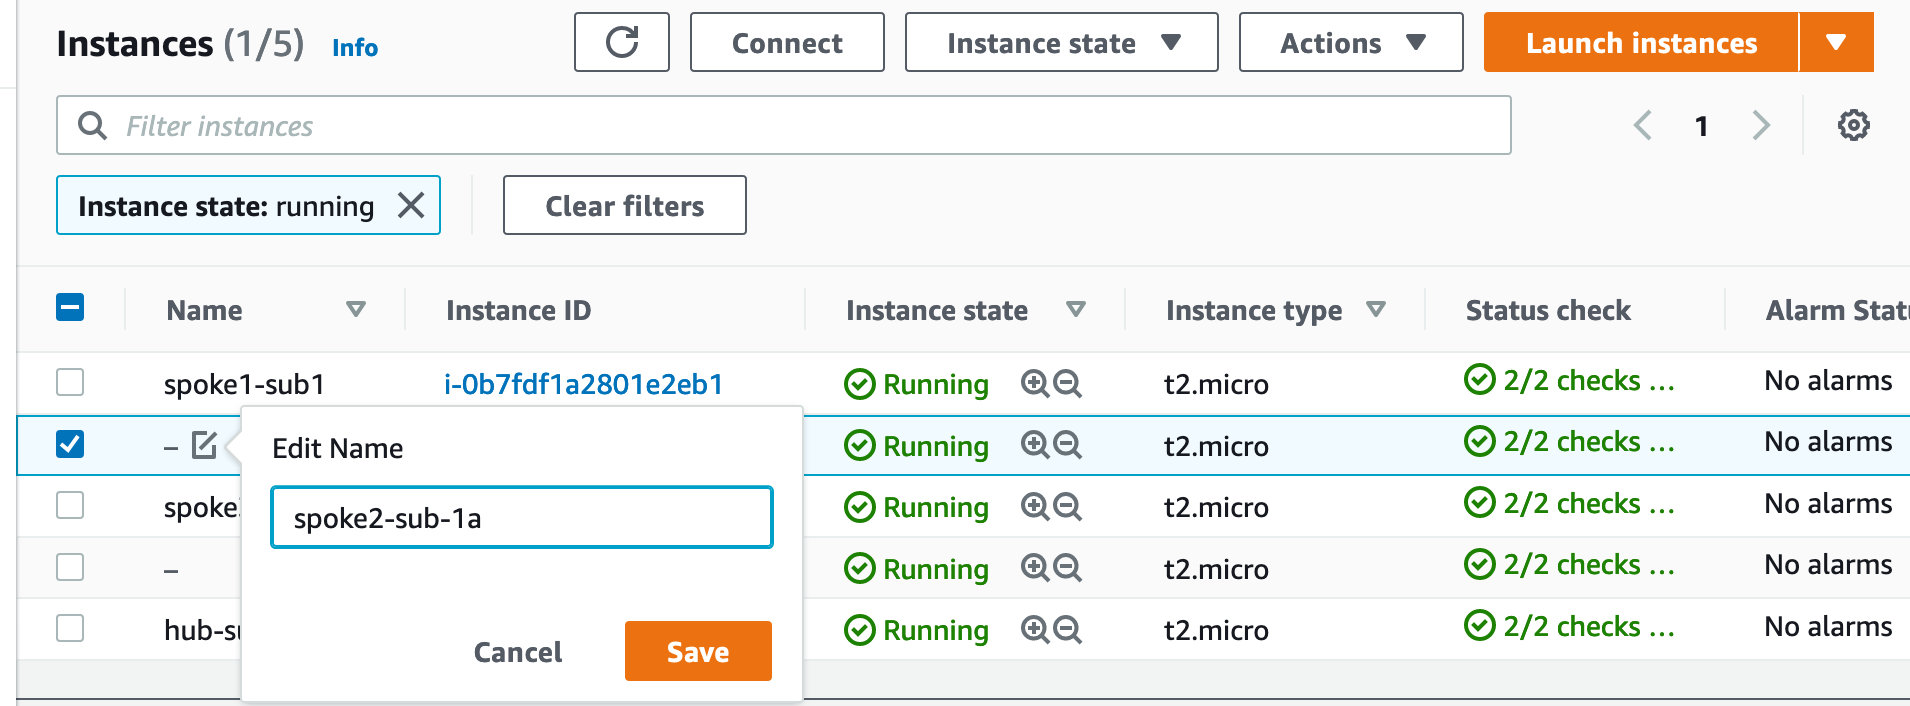 Instances (1/5) Info Connect Instance state Actions Launch instances
Filter instances 1
Instance state: running Clear filters
Name Instance ID Instance state Instance type Status check Alarm
spoke1-sub1 i-0b7fdf1a2801e2eb1 Running t2.micro 2/2 checks ... No alarms
– Running t2.micro 2/2 checks ... No alarms
Edit Name
spoke2-sub-1a
Running t2.micro 2/2 checks ... No alarms
– Running t2.micro 2/2 checks ... No alarms
Running t2.micro 2/2 checks ... No alarms
Cancel Save